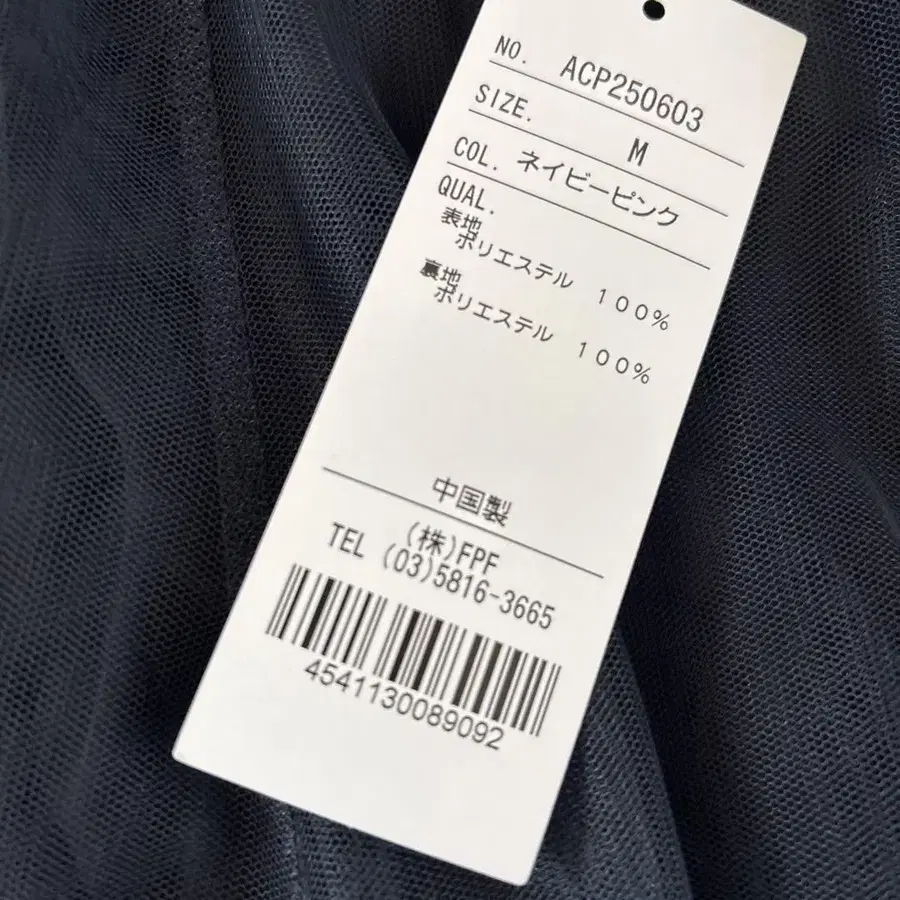 NO. ACP250603
SIZE. M
COL. ネイビーピンク
QUAL.
表地
ポリエステル 100%
裏地
ポリエステル 100%
中国製
(株)FPF
TEL (03)5816-3665
4541130089092